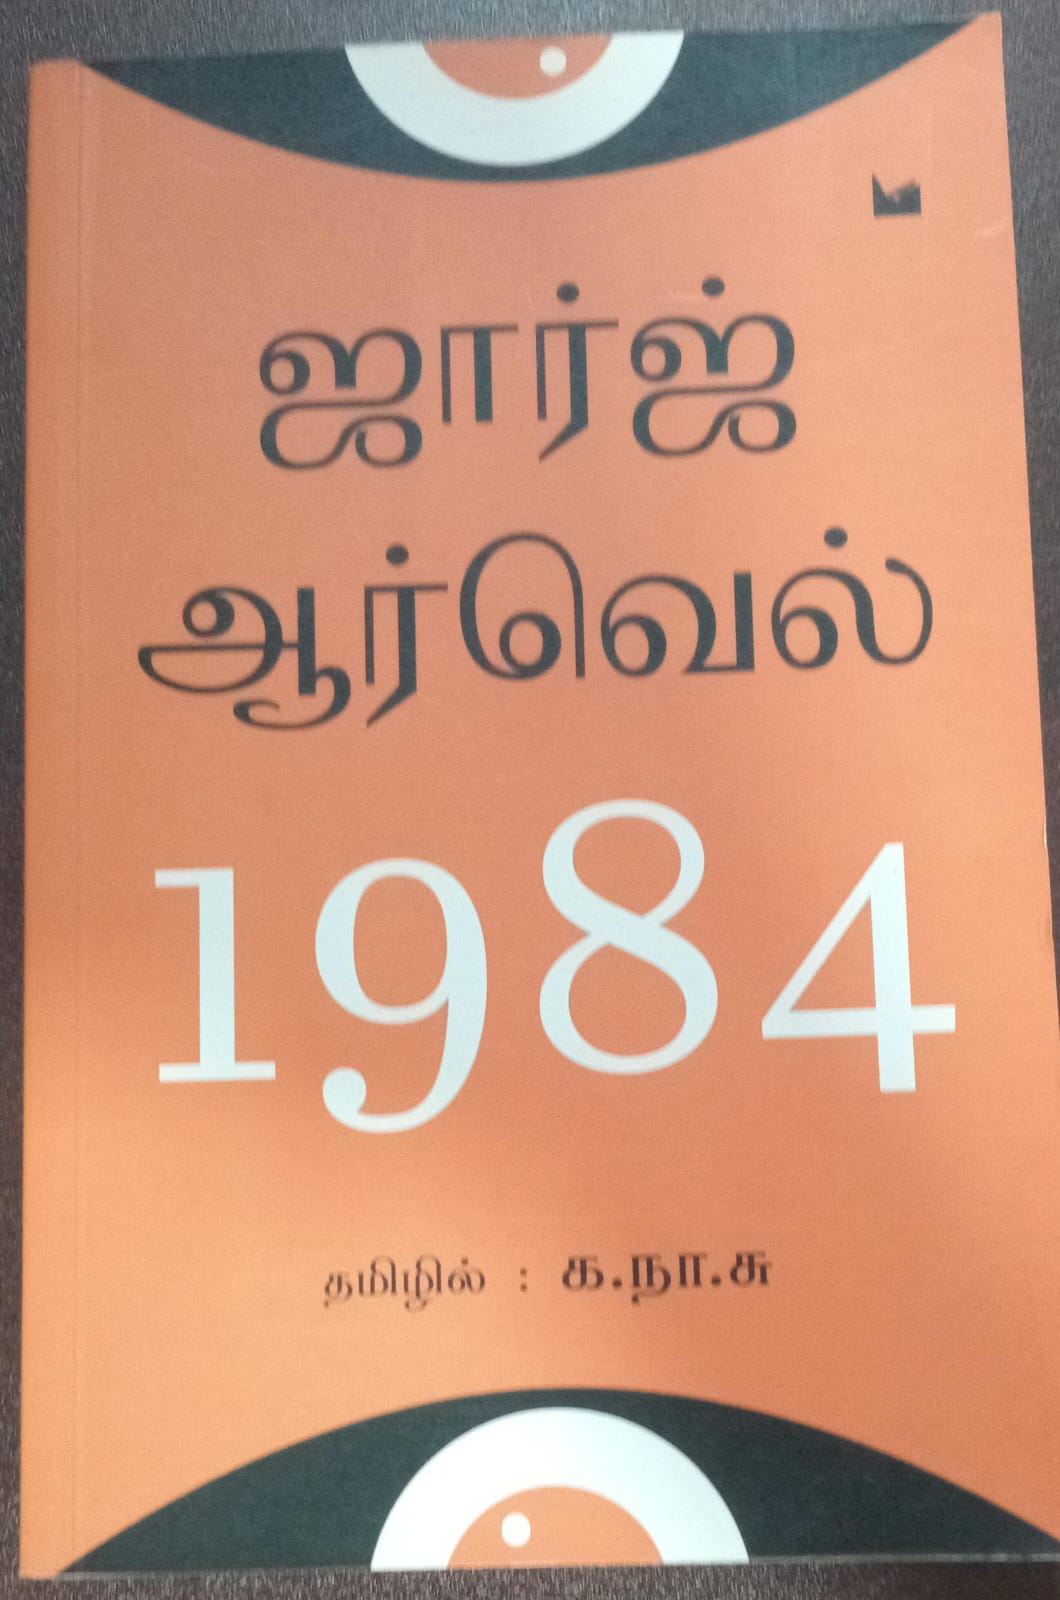 ஜார்ஜ்
ஆர்வெல்
1984
தமிழில் : க.நா.சு